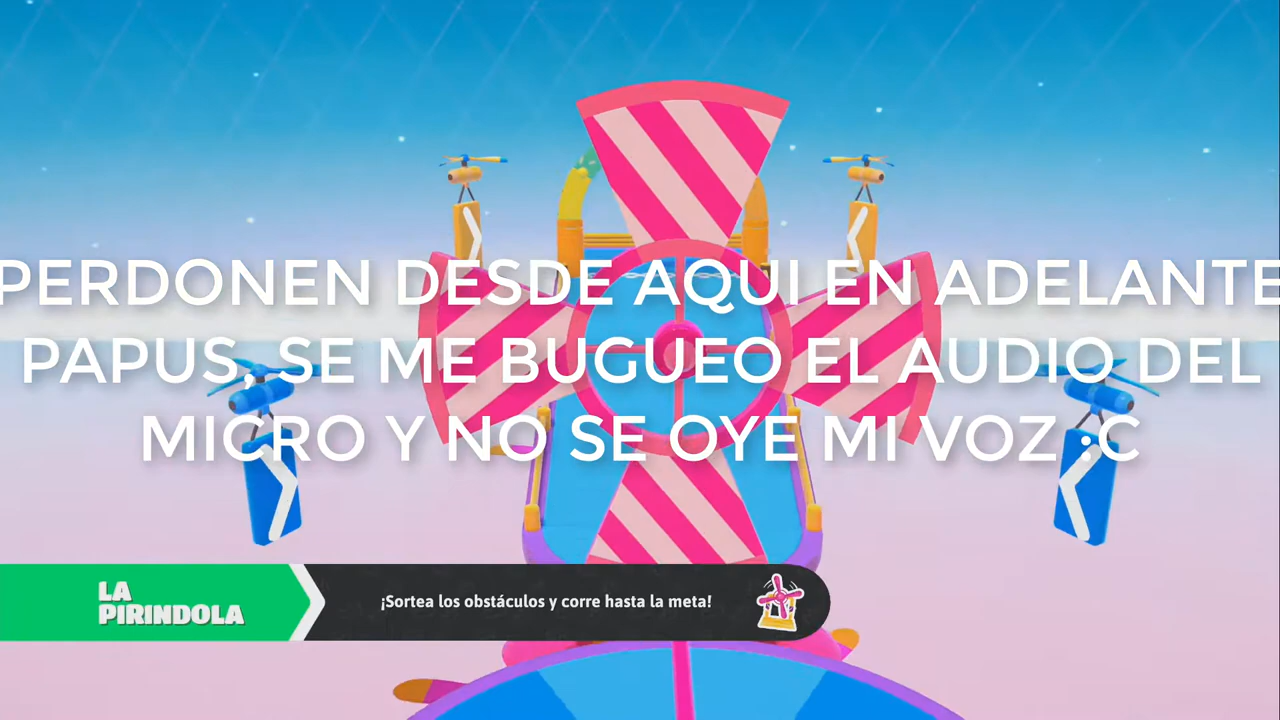 PERDONEN DESDE AQUI EN ADELANTE
PAPUS, SE ME BUGUEO EL AUDIO DEL
MICRO Y NO SE OYE MI VOZ :C
LA
PIRINDOLA
¡Sortea los obstáculos y corre hasta la meta!